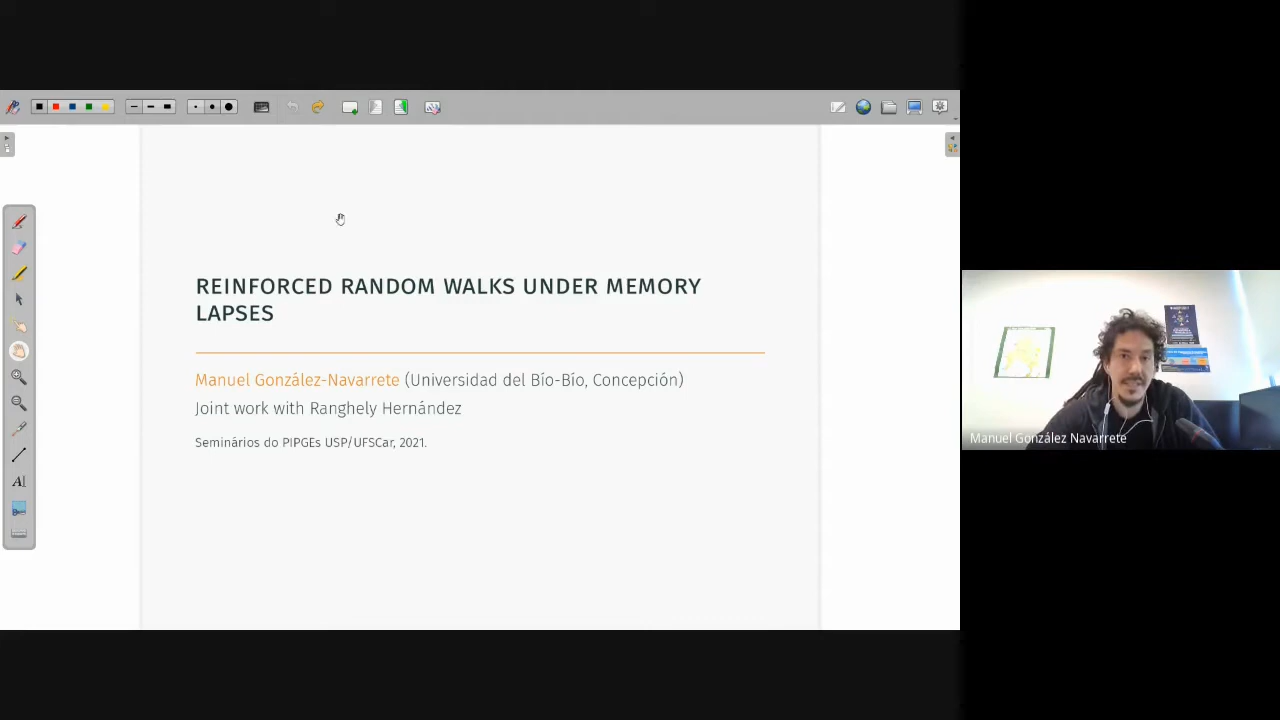 REINFORCED RANDOM WALKS UNDER MEMORY
LAPSES
Manuel González-Navarrete (Universidad del Bío-Bío, Concepción)
Joint work with Ranghely Hernández
Seminários do PIPGEs USP/UFSCar, 2021.
AI
Manuel González Navarrete